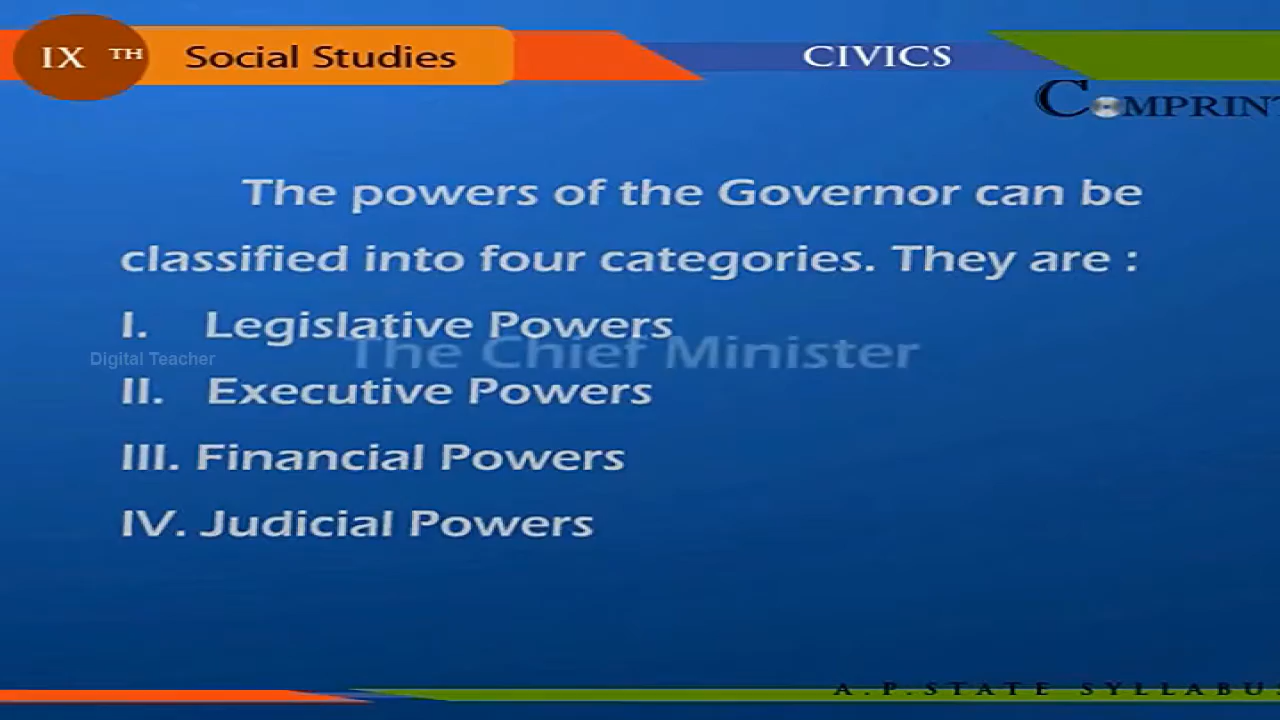 IX TH Social Studies CIVICS
COMPRINT
The powers of the Governor can be
classified into four categories. They are :
I. Legislative Powers
The Chief Minister
Digital Teacher
II. Executive Powers
III. Financial Powers
IV. Judicial Powers
A.P.STATE SYLLABUS